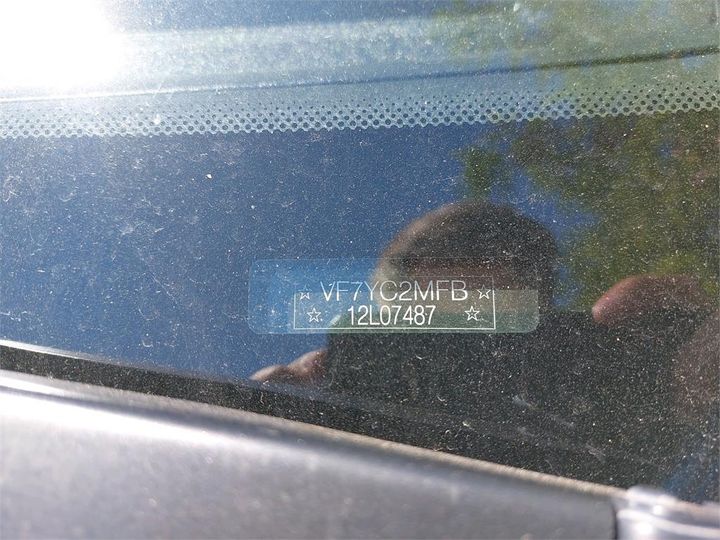 ☆ VF7YC2MFB ☆
☆ 12L07487 ☆